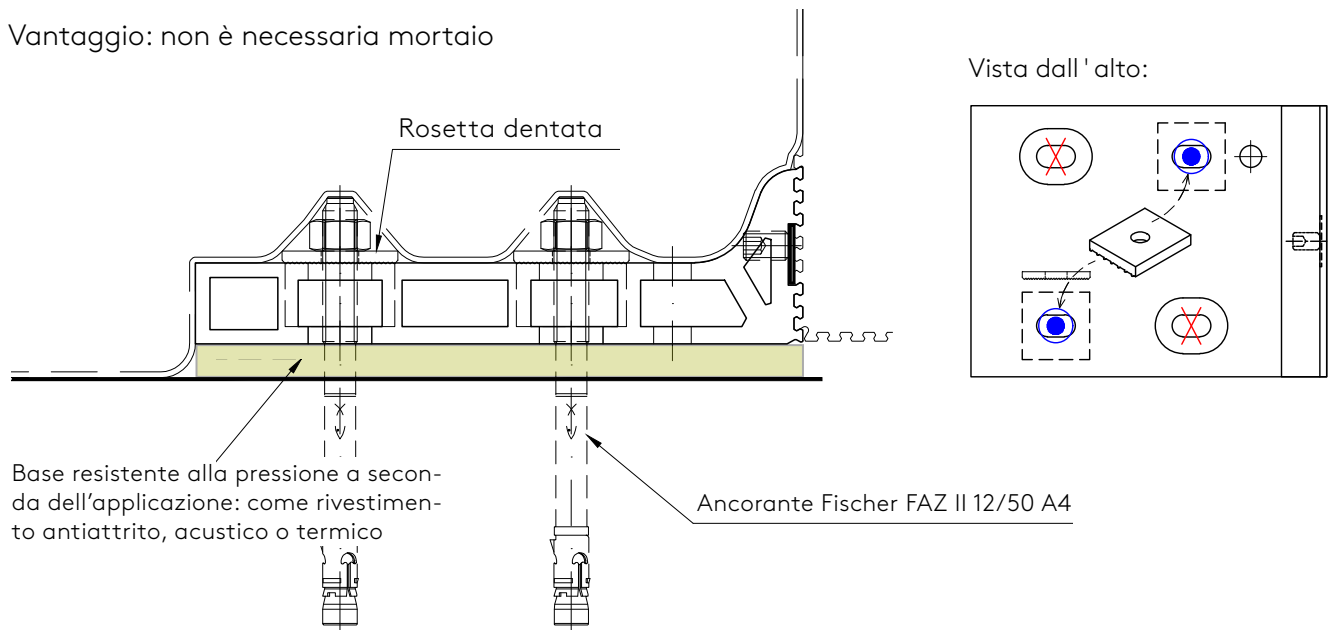 Vantaggio: non è necessaria mortaio
Vista dall'alto:
Rosetta dentata
Base resistente alla pressione a secon-
da dell'applicazione: come rivestimen-
to antiattrito, acustico o termico
Ancorante Fischer FAZ II 12/50 A4